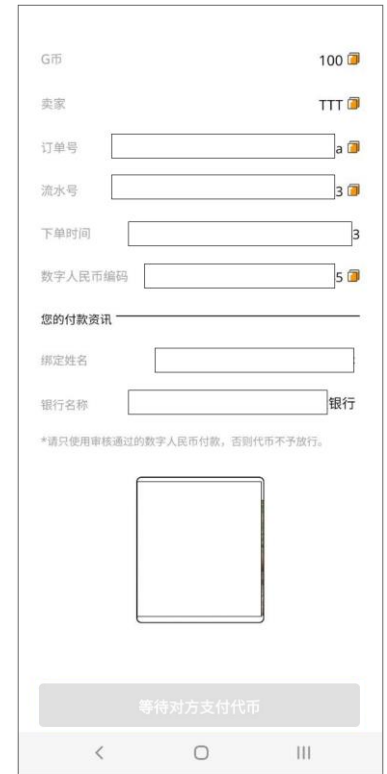 G币 100
卖家 TTT
订单号 a
流水号 3
下单时间 3
数字人民币编码 5
您的付款资讯
绑定姓名
银行名称 银行
*请只使用审核通过的数字人民币付款，否则代币不予放行。
等待对方支付代币